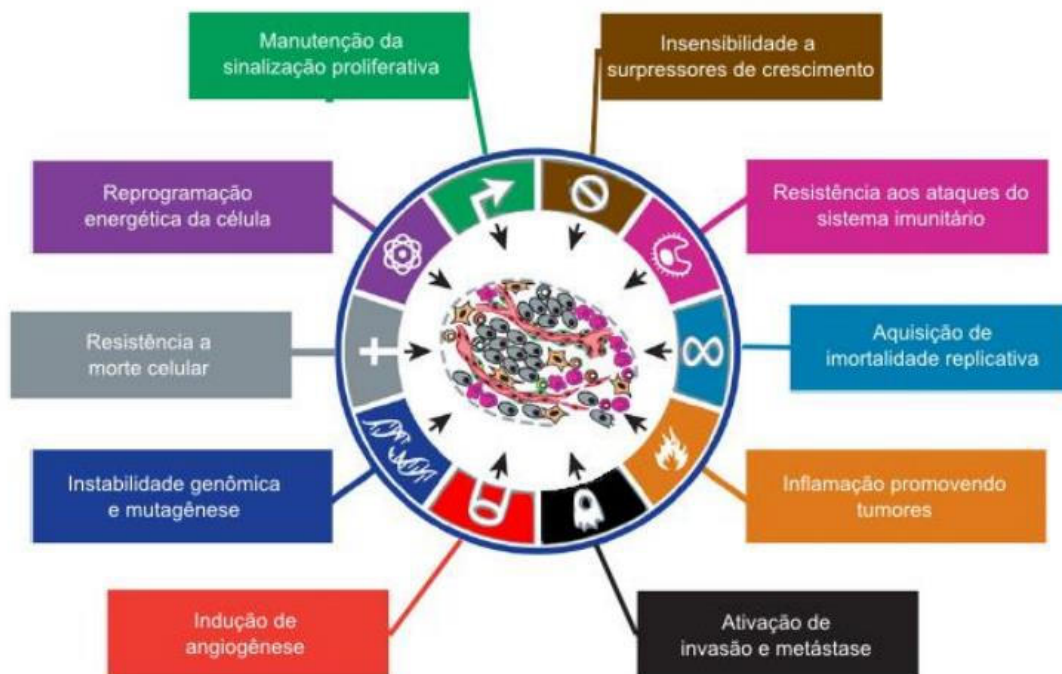 Manutenção da
sinalização proliferativa
Insensibilidade a
surpressores de crescimento
Reprogramação
energética da célula
Resistência aos ataques do
sistema imunitário
Resistência a
morte celular
Aquisição de
imortalidade replicativa
Instabilidade genômica
e mutagênese
Inflamação promovendo
tumores
Indução de
angiogênese
Ativação de
invasão e metástase